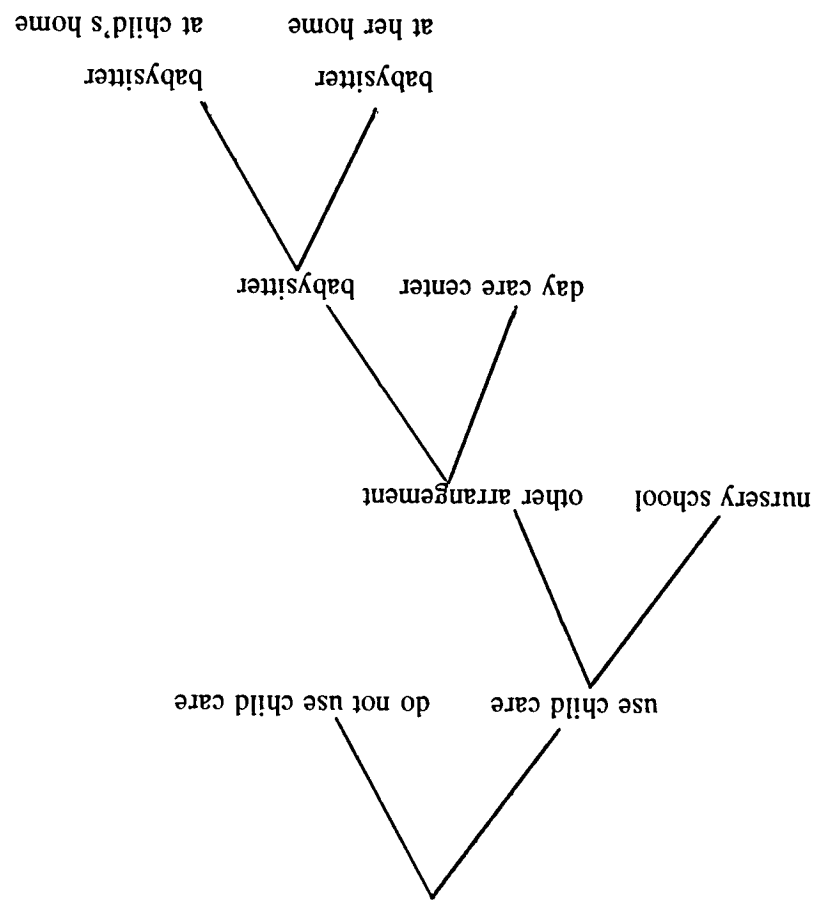 use child care
do not use child care
nursery school
other arrangement
day care center
babysitter
babysitter
at her home
babysitter
at child's home